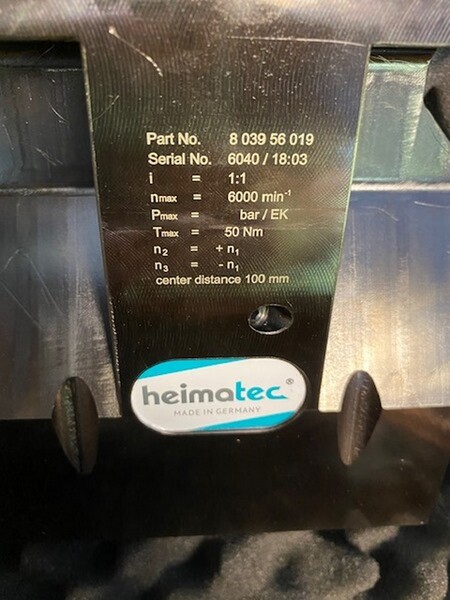 Part No. 8 039 56 019
Serial No. 6040 / 18:03
i = 1:1
nmax = 6000 min⁻¹
Pmax = bar / EK
Tmax = 50 Nm
n₂ = + n₁
n₃ = - n₁
center distance 100 mm
heimatec®
MADE IN GERMANY